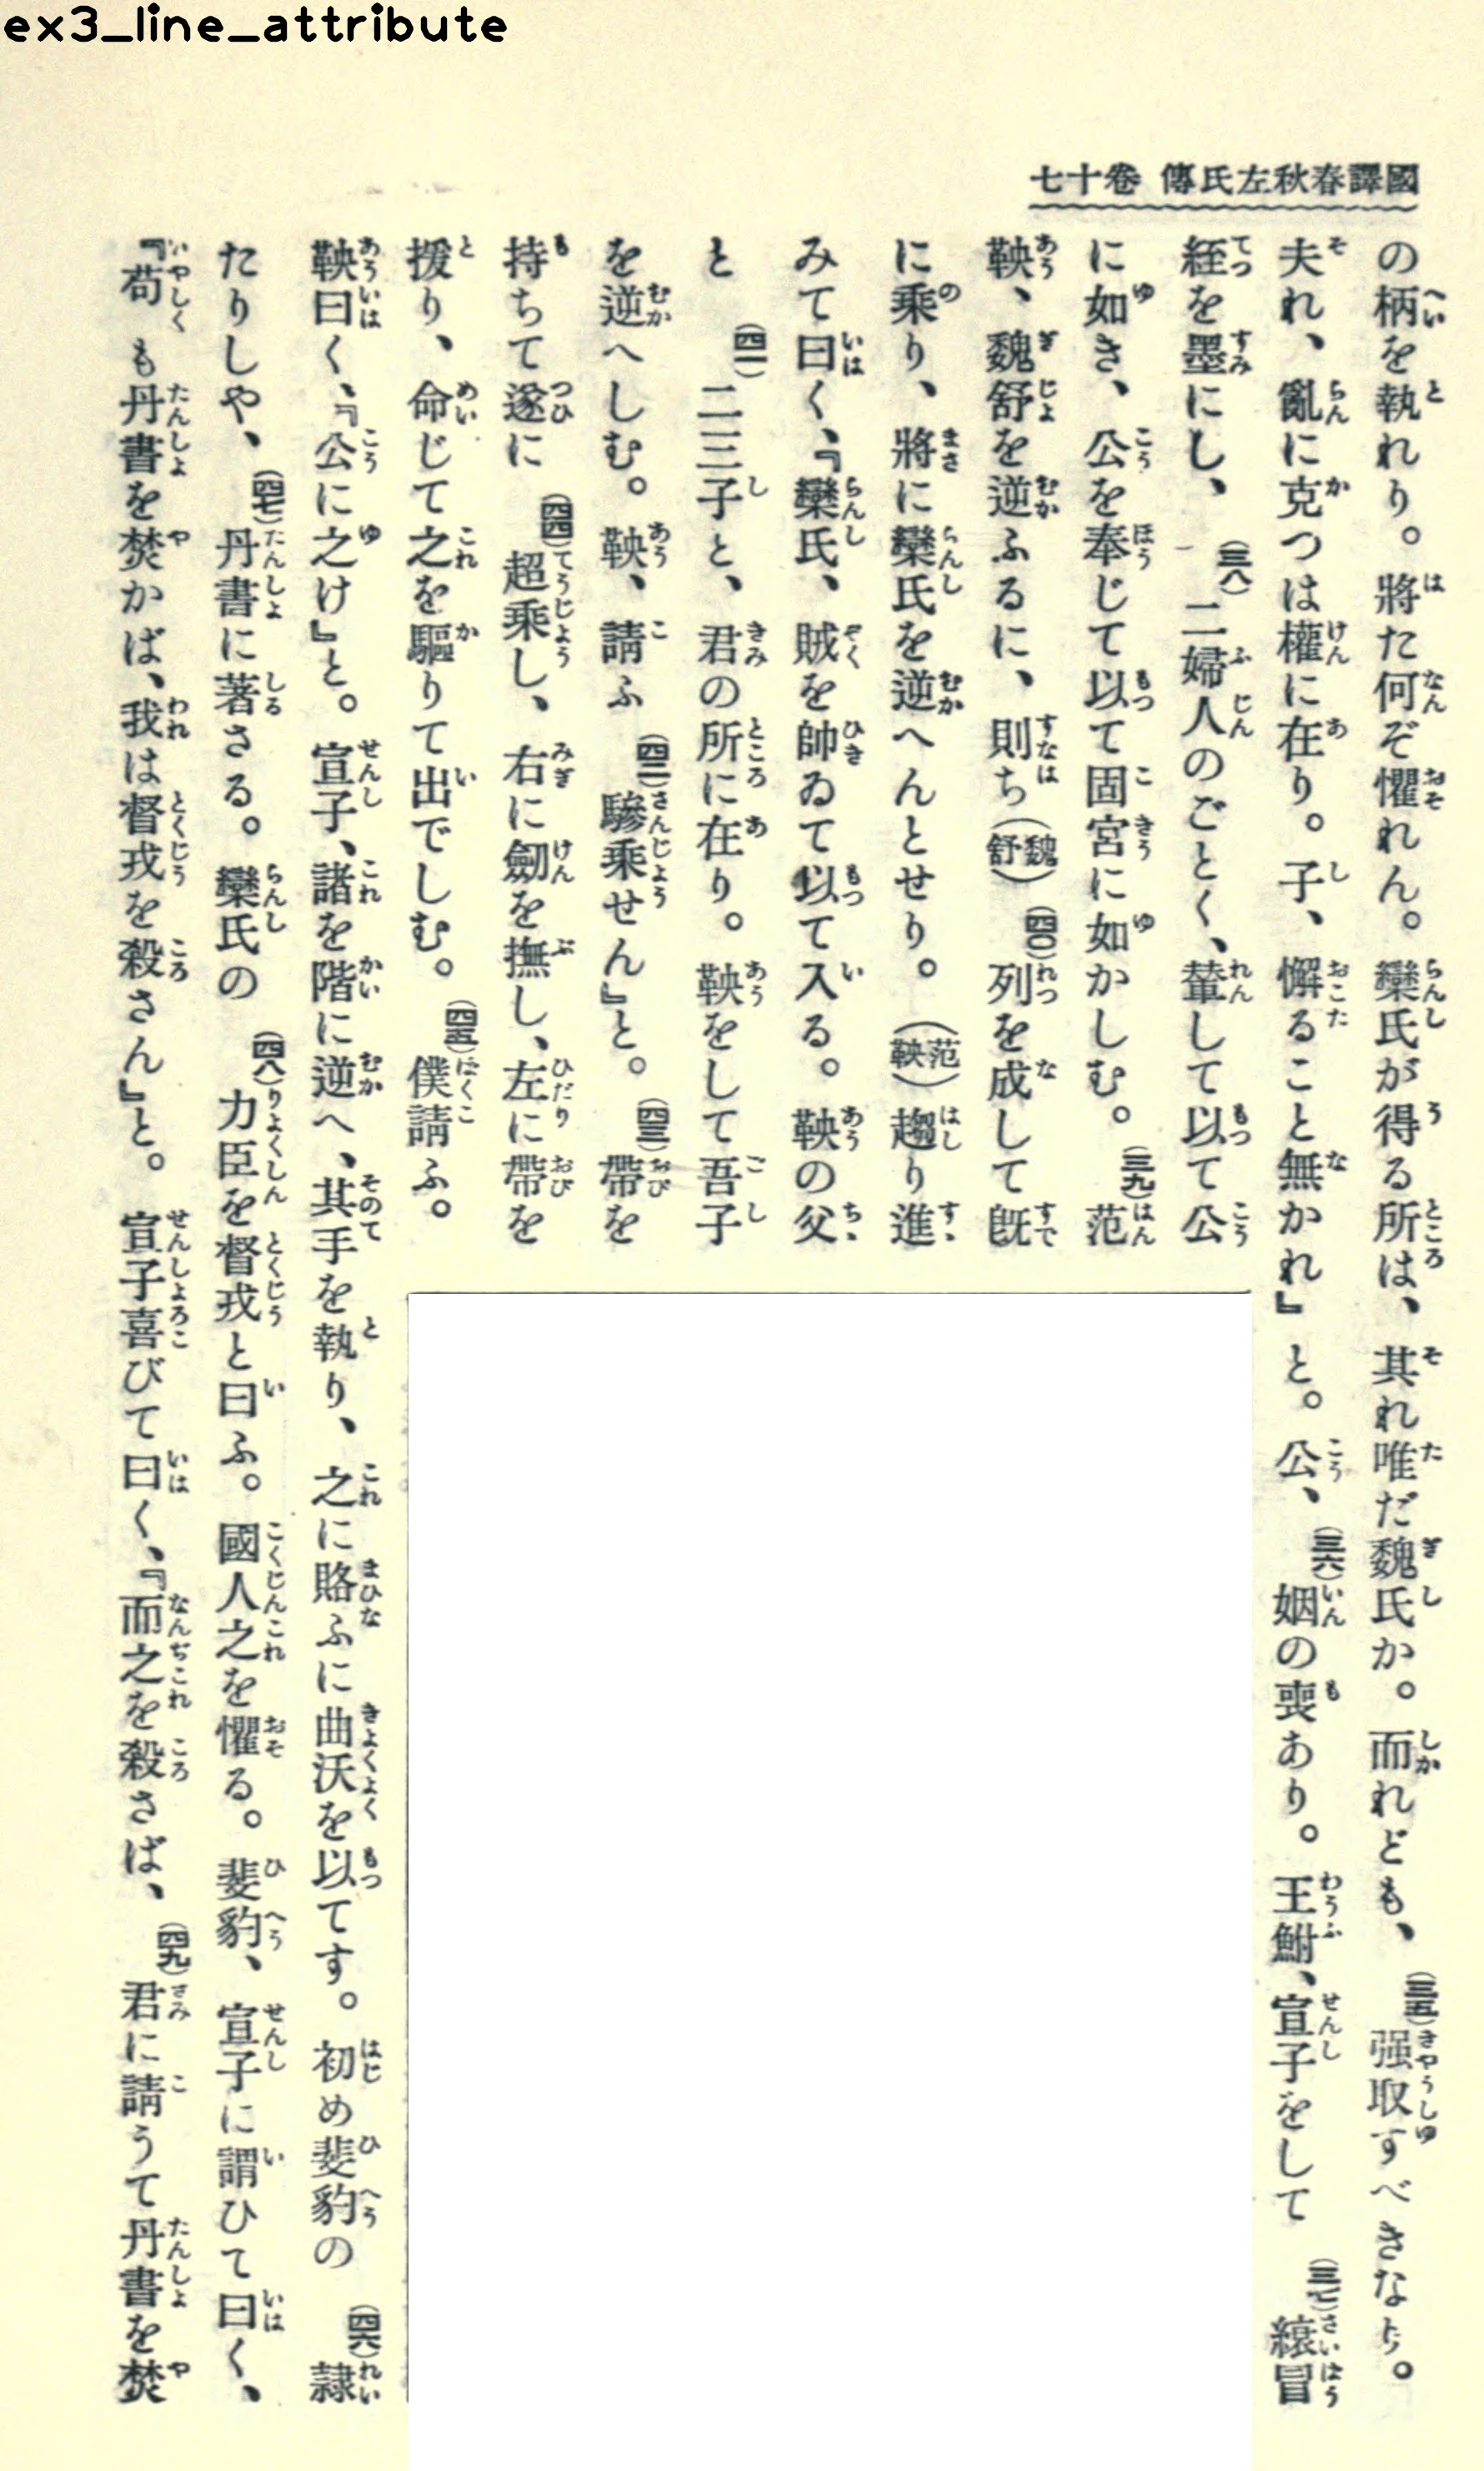 ex3_line_attribute
國譯春秋左氏傳 卷十七
の柄を執れり。將た何ぞ懼れん。欒氏が得る所は、其れ唯だ魏氏か。而れども、(三五)强取すべきなり。
夫れ、亂に克つは權に在り。子、懈ること無かれ』と。公、(三六)姻の喪あり。王鮒、宣子をして(三七)縗冒
絰を墨にし、(三八)二婦人のごとく、輦して以て公
に如き、公を奉じて以て固宮に如かしむ。(三九)范
鞅、魏舒を逆ふるに、則ち(魏舒)(四〇)列を成して既
に乘り、將に欒氏を逆へんとせり。(范鞅)趨り進
みて曰く、『欒氏、賊を帥ゐて以て入る。鞅の父
と(四一)二三子と、君の所に在り。鞅をして吾子
を逆へしむ。鞅、請ふ(四二)驂乘せん』と。(四三)帶を
持ちて遂に(四四)超乘し、右に劒を撫し、左に帶を
援り、命じて之を驅りて出でしむ。(四五)僕請ふ。
鞅曰く、『公に之け』と。宣子、諸を階に逆へ、其手を執り、之に賂ふに曲沃を以てす。初め斐豹の(四六)隷
たりしや、(四七)丹書に著さる。欒氏の(四八)力臣を督戎と曰ふ。國人之を懼る。斐豹、宣子に謂ひて曰く、
『苟も丹書を焚かば、我は督戎を殺さん』と。宣子喜びて曰く、『而之を殺さば、(四九)君に請うて丹書を焚